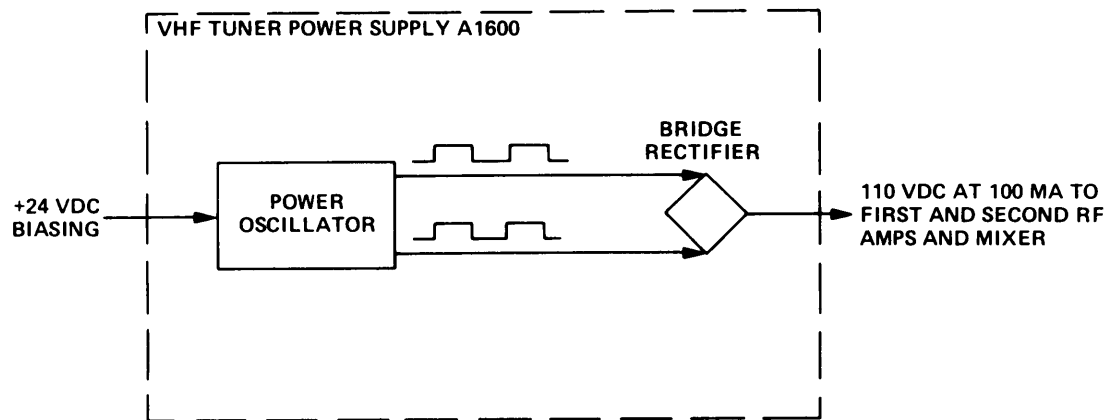 VHF TUNER POWER SUPPLY A1600
BRIDGE
RECTIFIER
+24 VDC
BIASING
POWER
OSCILLATOR
110 VDC AT 100 MA TO
FIRST AND SECOND RF
AMPS AND MIXER